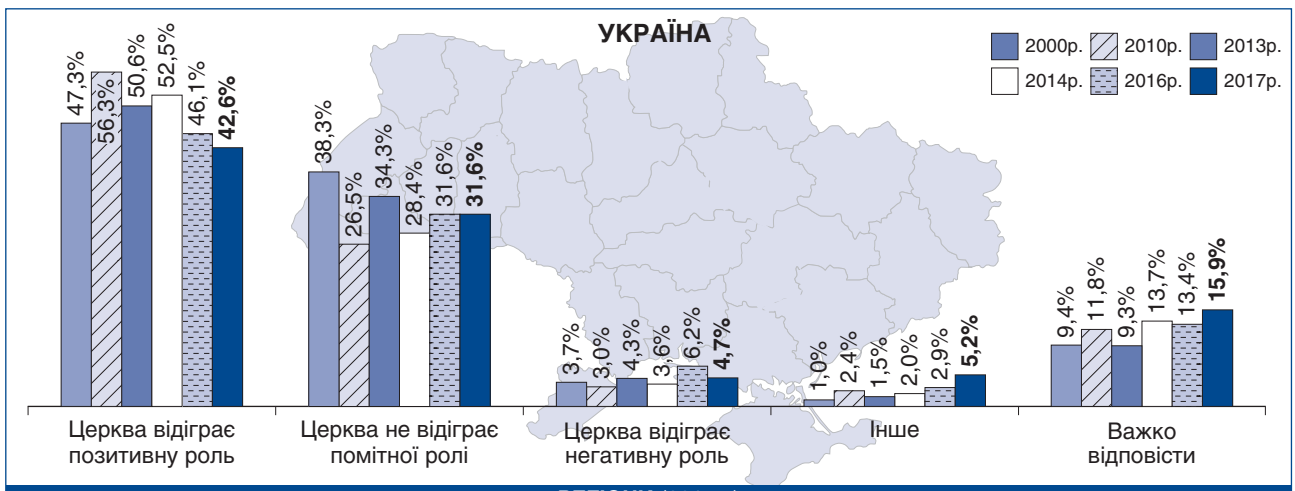 УКРАЇНА
2000р. 2010р. 2013р.
2014р. 2016р. 2017р.
47,3% 56,3% 50,6% 52,5% 46,1% 42,6%
38,3% 26,5% 34,3% 28,4% 31,6% 31,6%
3,7% 3,0% 4,3% 3,6% 6,2% 4,7%
1,0% 2,4% 1,5% 2,0% 2,9% 5,2%
9,4% 11,8% 9,3% 13,7% 13,4% 15,9%
Церква відіграє
позитивну роль
Церква не відіграє
помітної ролі
Церква відіграє
негативну роль
Інше
Важко
відповісти